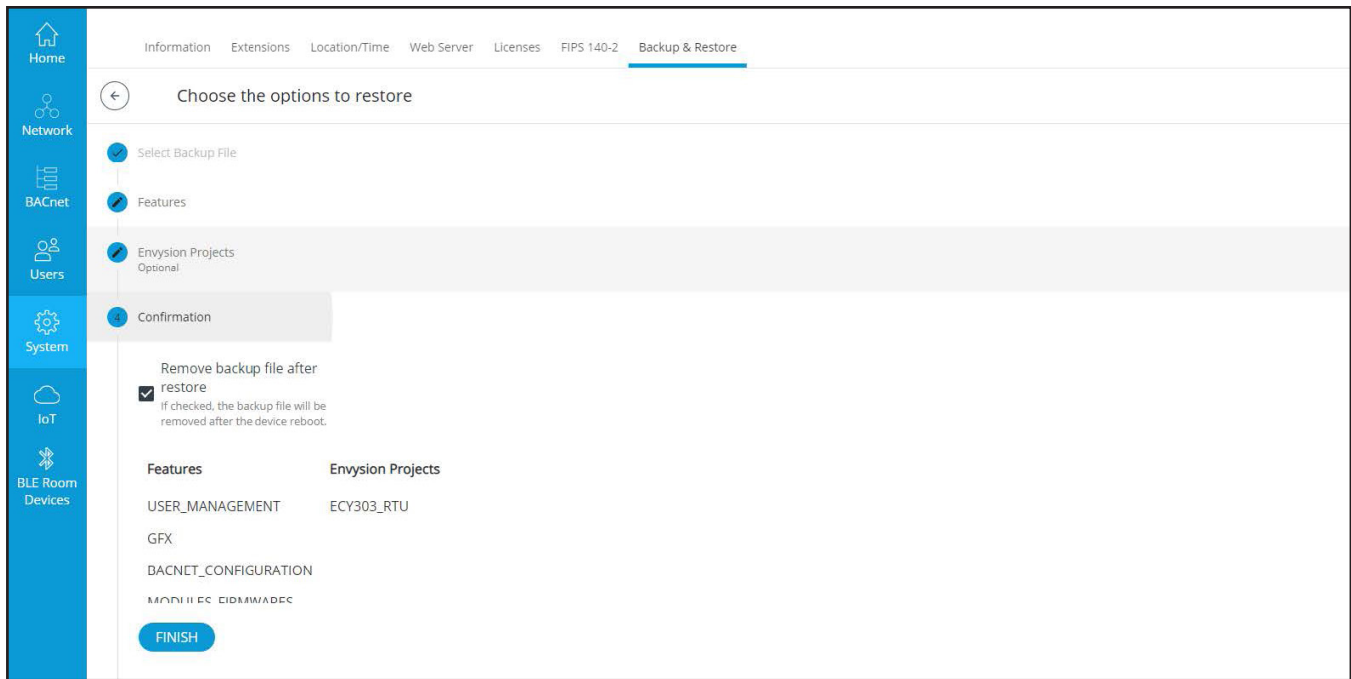 Home
Network
BACnet
Users
System
IoT
BLE Room
Devices
Information Extensions Location/Time Web Server Licenses FIPS 140-2 Backup & Restore
Choose the options to restore
Select Backup File
Features
Envysion Projects
Optional
4 Confirmation
Remove backup file after
restore
If checked, the backup file will be
removed after the device reboot.
Features Envysion Projects
USER_MANAGEMENT ECY303_RTU
GFX
BACNET_CONFIGURATION
MODULES_FIRMWARES
FINISH